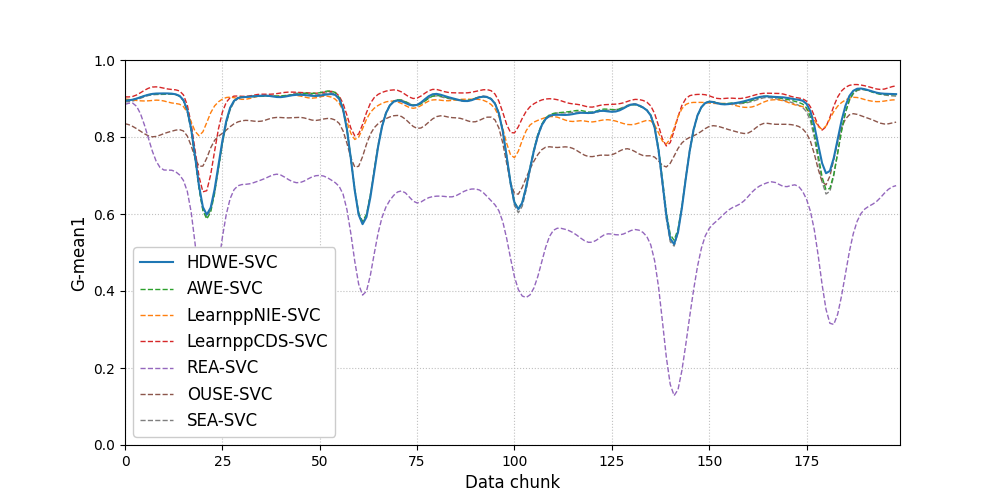 1.0
0.8
0.6
0.4
0.2
0.0
G-mean1
HDWE-SVC
AWE-SVC
LearnppNIE-SVC
LearnppCDS-SVC
REA-SVC
OUSE-SVC
SEA-SVC
0 25 50 75 100 125 150 175
Data chunk